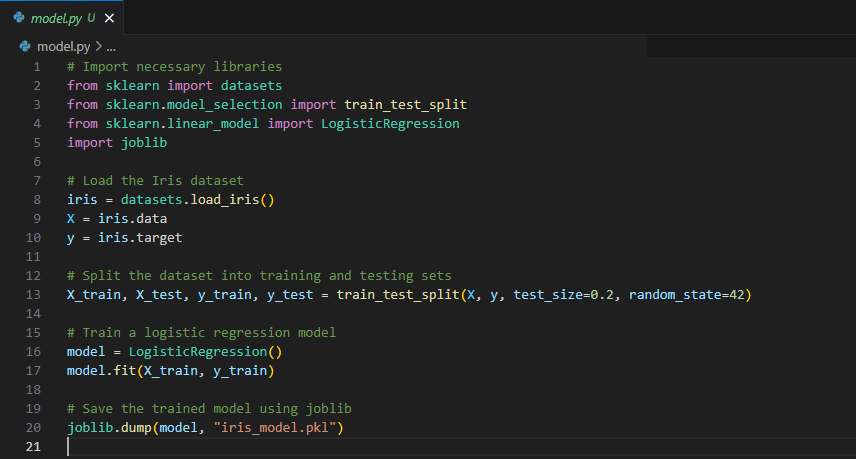 model.py U ×
model.py > ...
1 # Import necessary libraries
2 from sklearn import datasets
3 from sklearn.model_selection import train_test_split
4 from sklearn.linear_model import LogisticRegression
5 import joblib
6
7 # Load the Iris dataset
8 iris = datasets.load_iris()
9 X = iris.data
10 y = iris.target
11
12 # Split the dataset into training and testing sets
13 X_train, X_test, y_train, y_test = train_test_split(X, y, test_size=0.2, random_state=42)
14
15 # Train a logistic regression model
16 model = LogisticRegression()
17 model.fit(X_train, y_train)
18
19 # Save the trained model using joblib
20 joblib.dump(model, "iris_model.pkl")
21